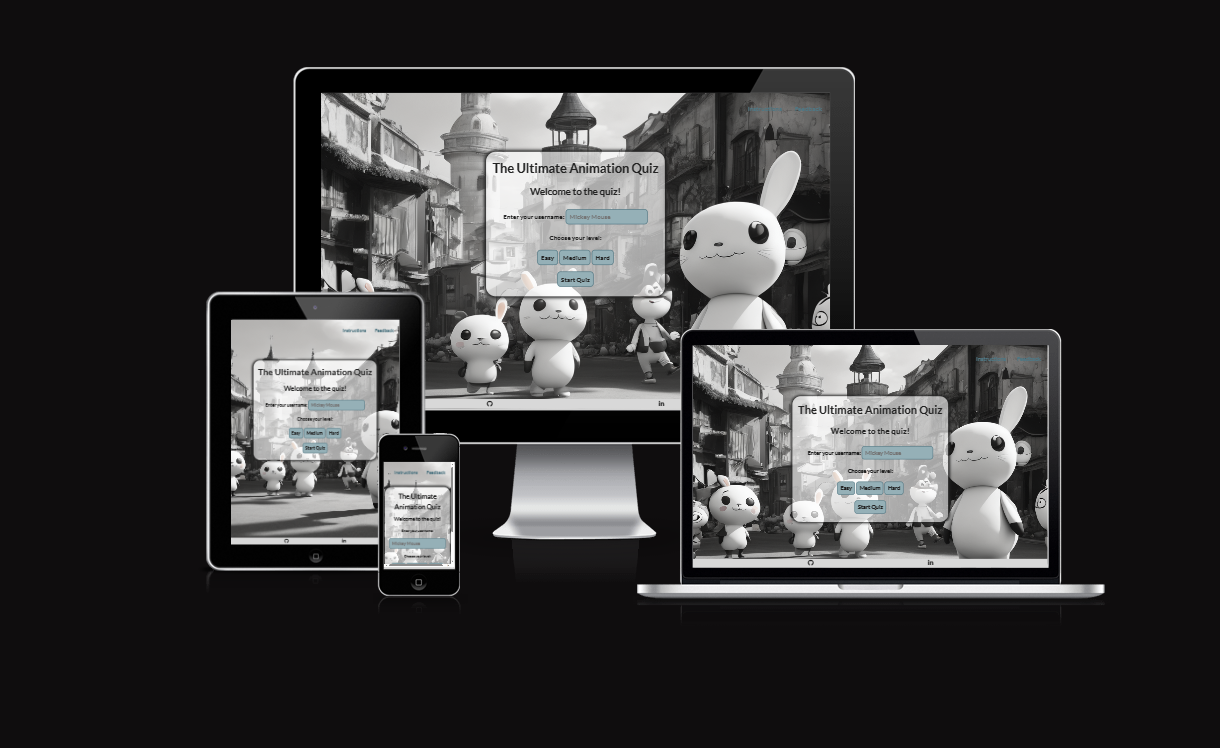 The Ultimate Animation Quiz
Welcome to the quiz!
Enter your username: Mickey Mouse
Choose your level:
Easy Medium Hard
Start Quiz
in
Instructions Feedback
The Ultimate Animation Quiz
Welcome to the quiz!
Enter your username: Mickey Mouse
Choose your level:
Easy Medium Hard
Start Quiz
in
Instructions Feedback
The Ultimate
Animation Quiz
Welcome to the quiz!
Enter your username:
Mickey Mouse
Choose your level:
The Ultimate Animation Quiz
Welcome to the quiz!
Enter your username: Mickey Mouse
Choose your level:
Easy Medium Hard
Start Quiz
in